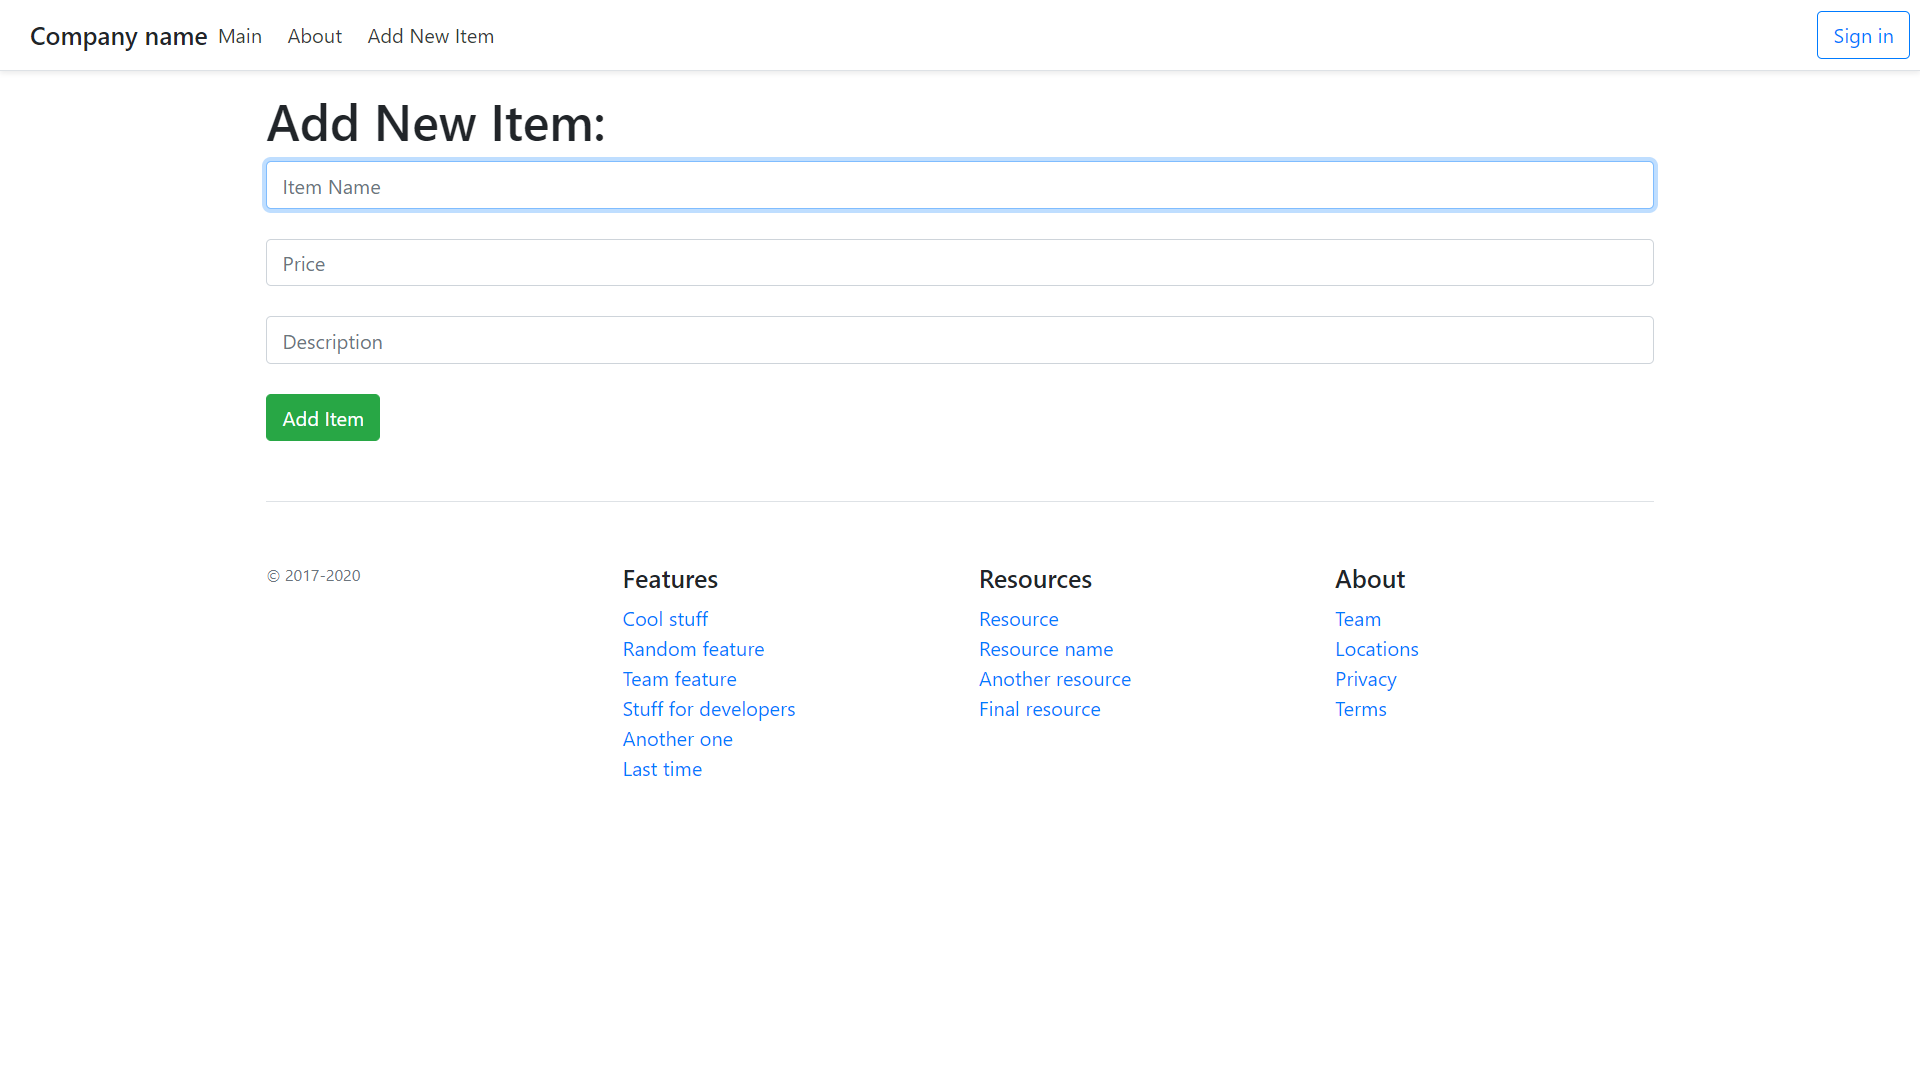 Company name Main About Add New Item Sign in
Add New Item:
Item Name
Price
Description
Add Item
© 2017-2020
Features
Cool stuff
Random feature
Team feature
Stuff for developers
Another one
Last time
Resources
Resource
Resource name
Another resource
Final resource
About
Team
Locations
Privacy
Terms